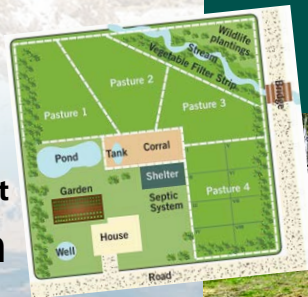 Wildlife
plantings
Stream
Vegetable Filter Strip
Bridge
Pasture 2
Pasture 1
Pasture 3
Pond
Tank
Corral
Shelter
Garden
Septic
System
Pasture 4
House
Well
Road
t